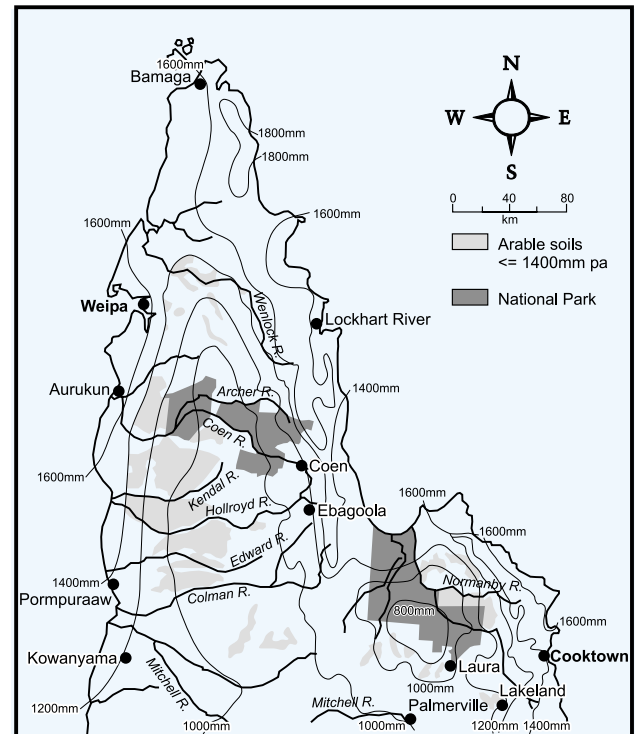 1600mm
Bamaga
N
W
E
S
1800mm
1800mm
0 40 80
km
1600mm
1600mm
Arable soils
<= 1400mm pa
National Park
Weipa
Wenlock R.
Lockhart River
Aurukun
Archer R.
1400mm
Coen R.
Coen
1600mm
Kendal R.
Hollroyd R.
Ebagoola
1600mm
1600mm
Edward R.
1400mm
Pormpuraaw
Colman R.
Normanby R.
800mm
1600mm
Kowanyama
Mitchell R.
Laura
Cooktown
1000mm
Lakeland
1200mm
1000mm
Mitchell R.
Palmerville
1000mm
1200mm
1400mm